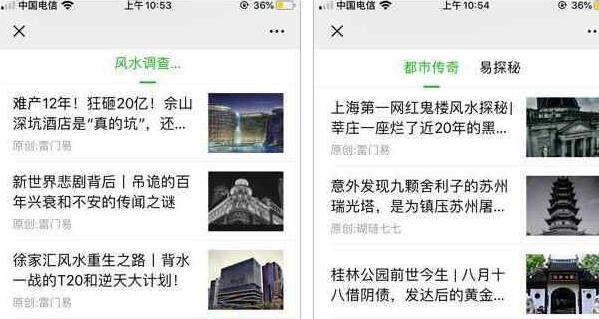 中国电信
上午10:53
36%
风水调查...
难产12年！狂砸20亿！佘山
深坑酒店是“真的坑”，还...
原创:雷门易
新世界悲剧背后丨吊诡的百
年兴衰和不安的传闻之谜
原创:雷门易
徐家汇风水重生之路丨背水
一战的T20和逆天大计划！
原创:雷门易
中国电信
上午10:54
36%
都市传奇
易探秘
上海第一网红鬼楼风水探秘|
莘庄一座烂了近20年的黑...
原创:雷门易
意外发现九颗舍利子的苏州
瑞光塔，是为镇压苏州屠...
原创:瑚琏七七
桂林公园前世今生 | 八月十
八借阴债，发达后的黄金...
原创:雷门易